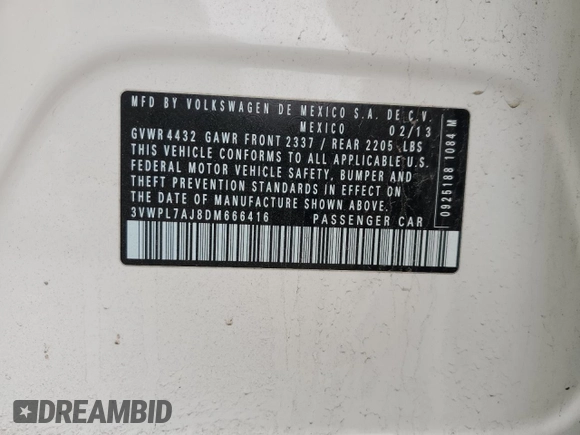 MFD BY VOLKSWAGEN DE MEXICO S.A. DE C.V.
MEXICO 02/13
GVWR 4432 GAWR FRONT 2337 / REAR 2205 LBS
THIS VEHICLE CONFORMS TO ALL APPLICABLE
FEDERAL MOTOR VEHICLE SAFETY, BUMPER AND
THEFT PREVENTION STANDARDS IN EFFECT ON
THE DATE OF MANUFACTURE SHOWN ABOVE.
3VWPL7AJ8DM666416 PASSENGER CAR
0925188 1084 M
DREAMBID